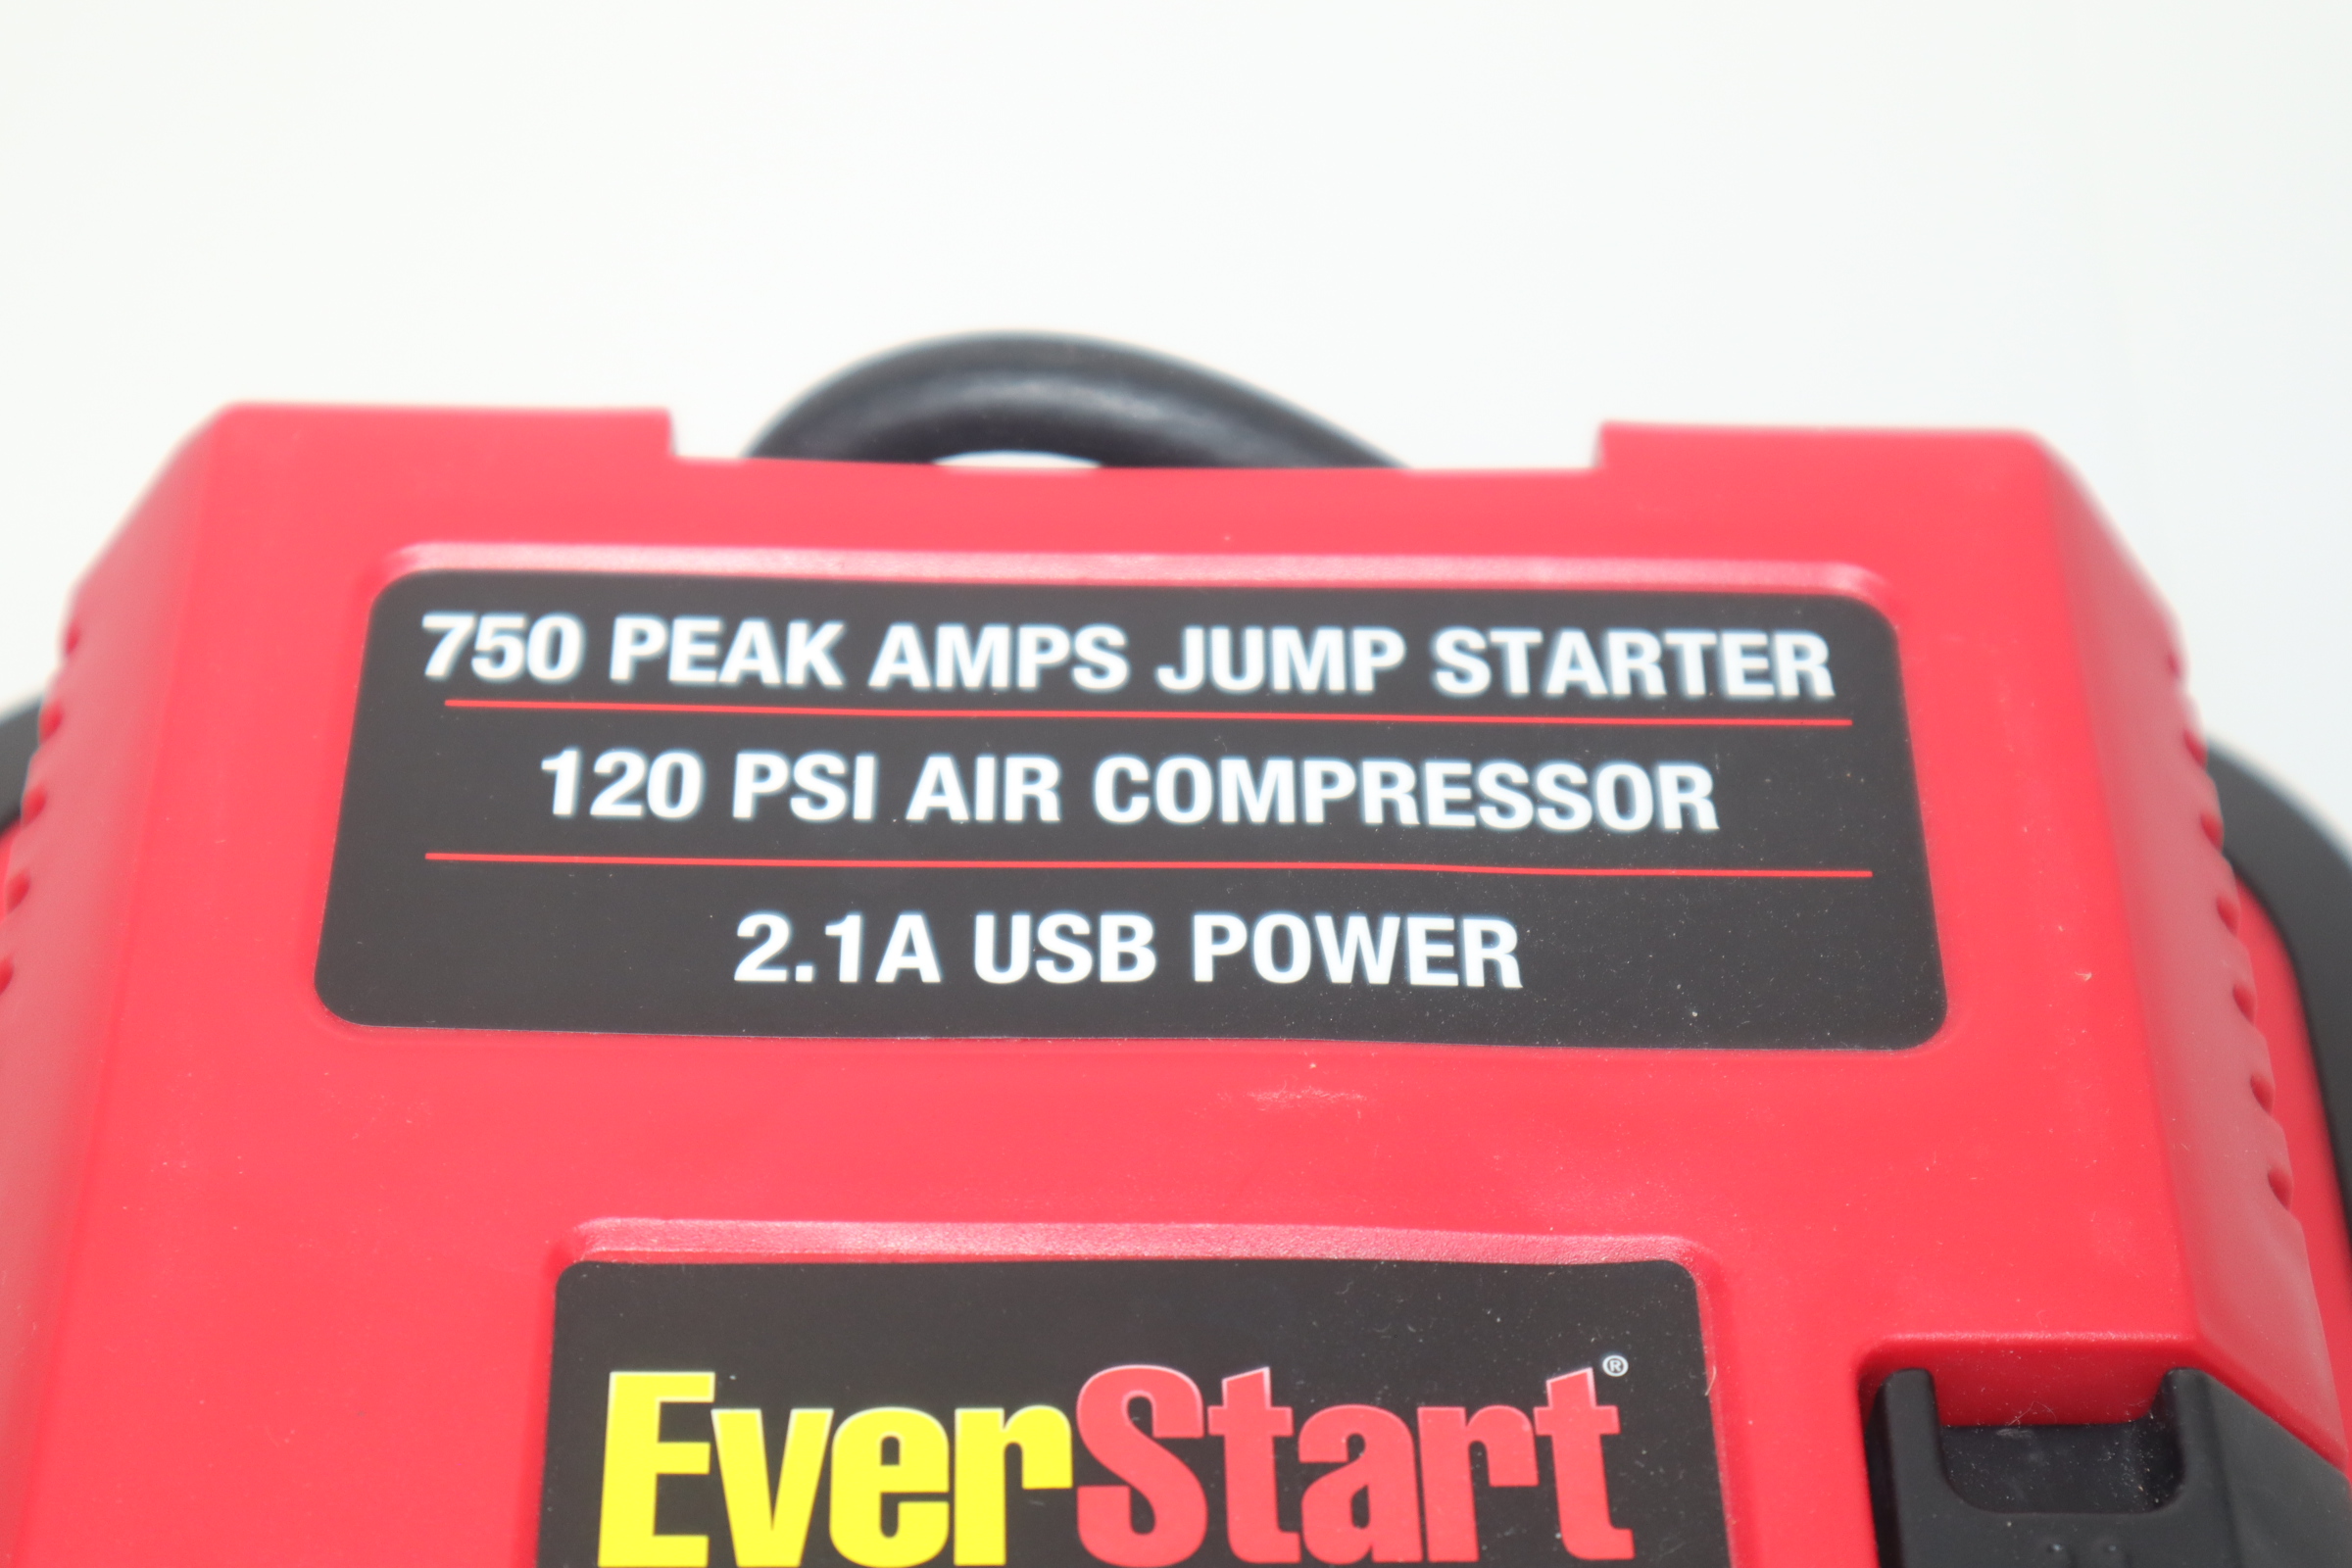 750 PEAK AMPS JUMP STARTER
120 PSI AIR COMPRESSOR
2.1A USB POWER
EverStart®